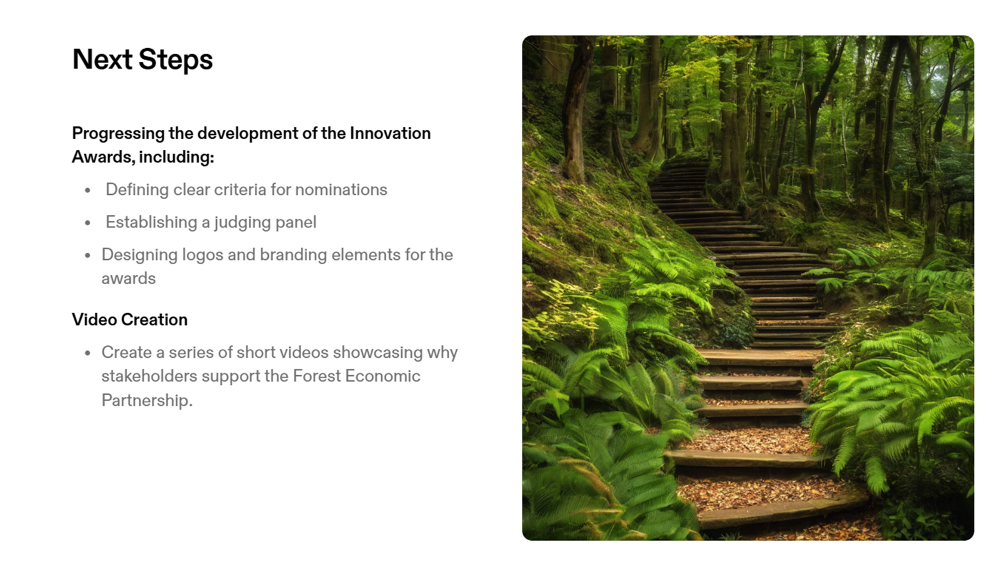 Next Steps
Progressing the development of the Innovation
Awards, including:
• Defining clear criteria for nominations
• Establishing a judging panel
• Designing logos and branding elements for the
awards
Video Creation
• Create a series of short videos showcasing why
stakeholders support the Forest Economic
Partnership.